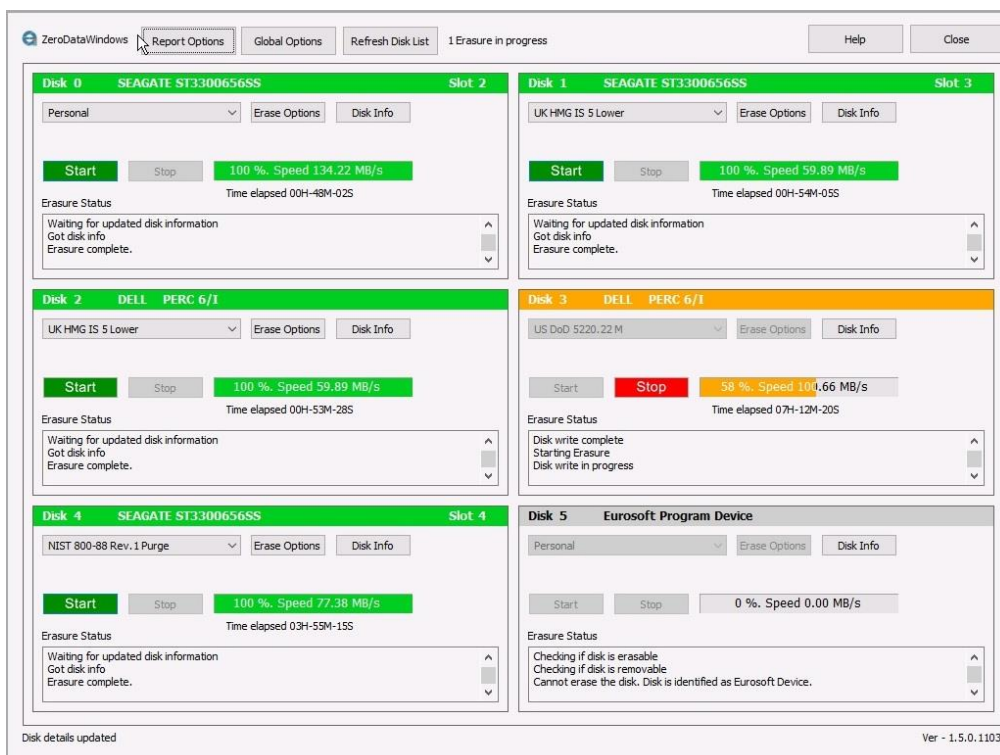 ZeroDataWindows Report Options Global Options Refresh Disk List 1 Erasure in progress Help Close
Disk 0 SEAGATE ST3300656SS Slot 2
Personal Erase Options Disk Info
Start Stop 100 %. Speed 134.22 MB/s
Time elapsed 00H-48M-02S
Erasure Status
Waiting for updated disk information
Got disk info
Erasure complete.
Disk 1 SEAGATE ST3300656SS Slot 3
UK HMG IS 5 Lower Erase Options Disk Info
Start Stop 100 %. Speed 59.89 MB/s
Time elapsed 00H-54M-05S
Erasure Status
Waiting for updated disk information
Got disk info
Erasure complete.
Disk 2 DELL PERC 6/I
UK HMG IS 5 Lower Erase Options Disk Info
Start Stop 100 %. Speed 59.89 MB/s
Time elapsed 00H-53M-28S
Erasure Status
Waiting for updated disk information
Got disk info
Erasure complete.
Disk 3 DELL PERC 6/I
US DoD 5220.22 M Erase Options Disk Info
Start Stop 58 %. Speed 100.66 MB/s
Time elapsed 07H-12M-20S
Erasure Status
Disk write complete
Starting Erasure
Disk write in progress
Disk 4 SEAGATE ST3300656SS Slot 4
NIST 800-88 Rev.1 Purge Erase Options Disk Info
Start Stop 100 %. Speed 77.38 MB/s
Time elapsed 03H-55M-15S
Erasure Status
Waiting for updated disk information
Got disk info
Erasure complete.
Disk 5 Eurosoft Program Device
Personal Erase Options Disk Info
Start Stop 0 %. Speed 0.00 MB/s
Erasure Status
Checking if disk is erasable
Checking if disk is removable
Cannot erase the disk. Disk is identified as Eurosoft Device.
Disk details updated Ver - 1.5.0.1103